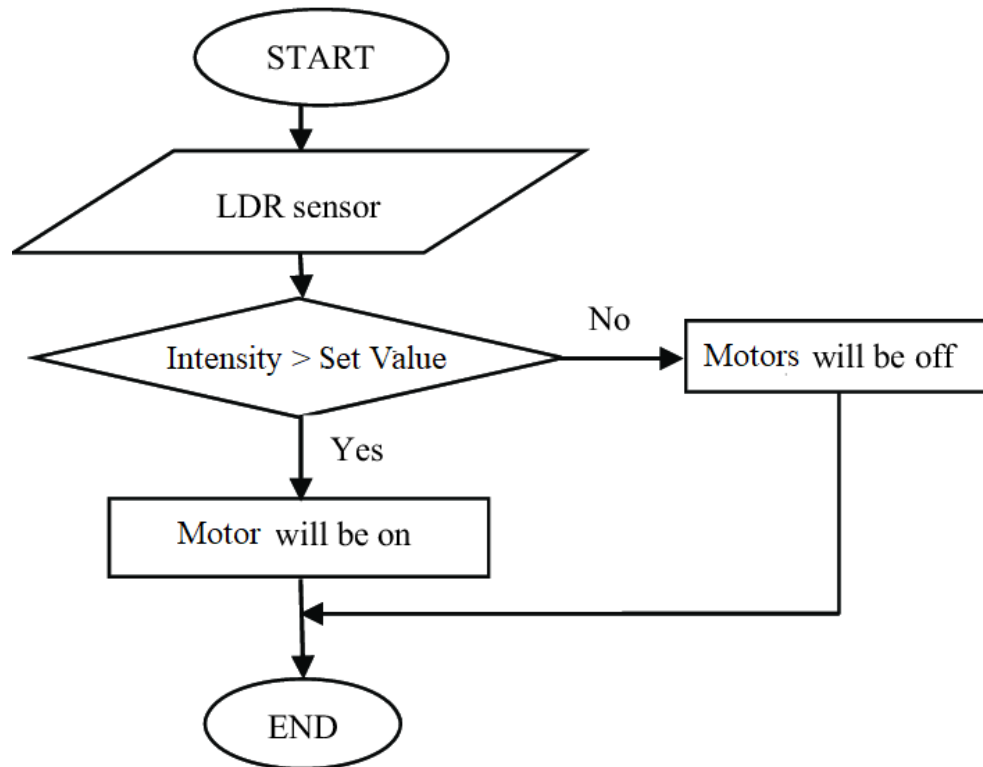 START
LDR sensor
Intensity > Set Value
No
Motors will be off
Yes
Motor will be on
END